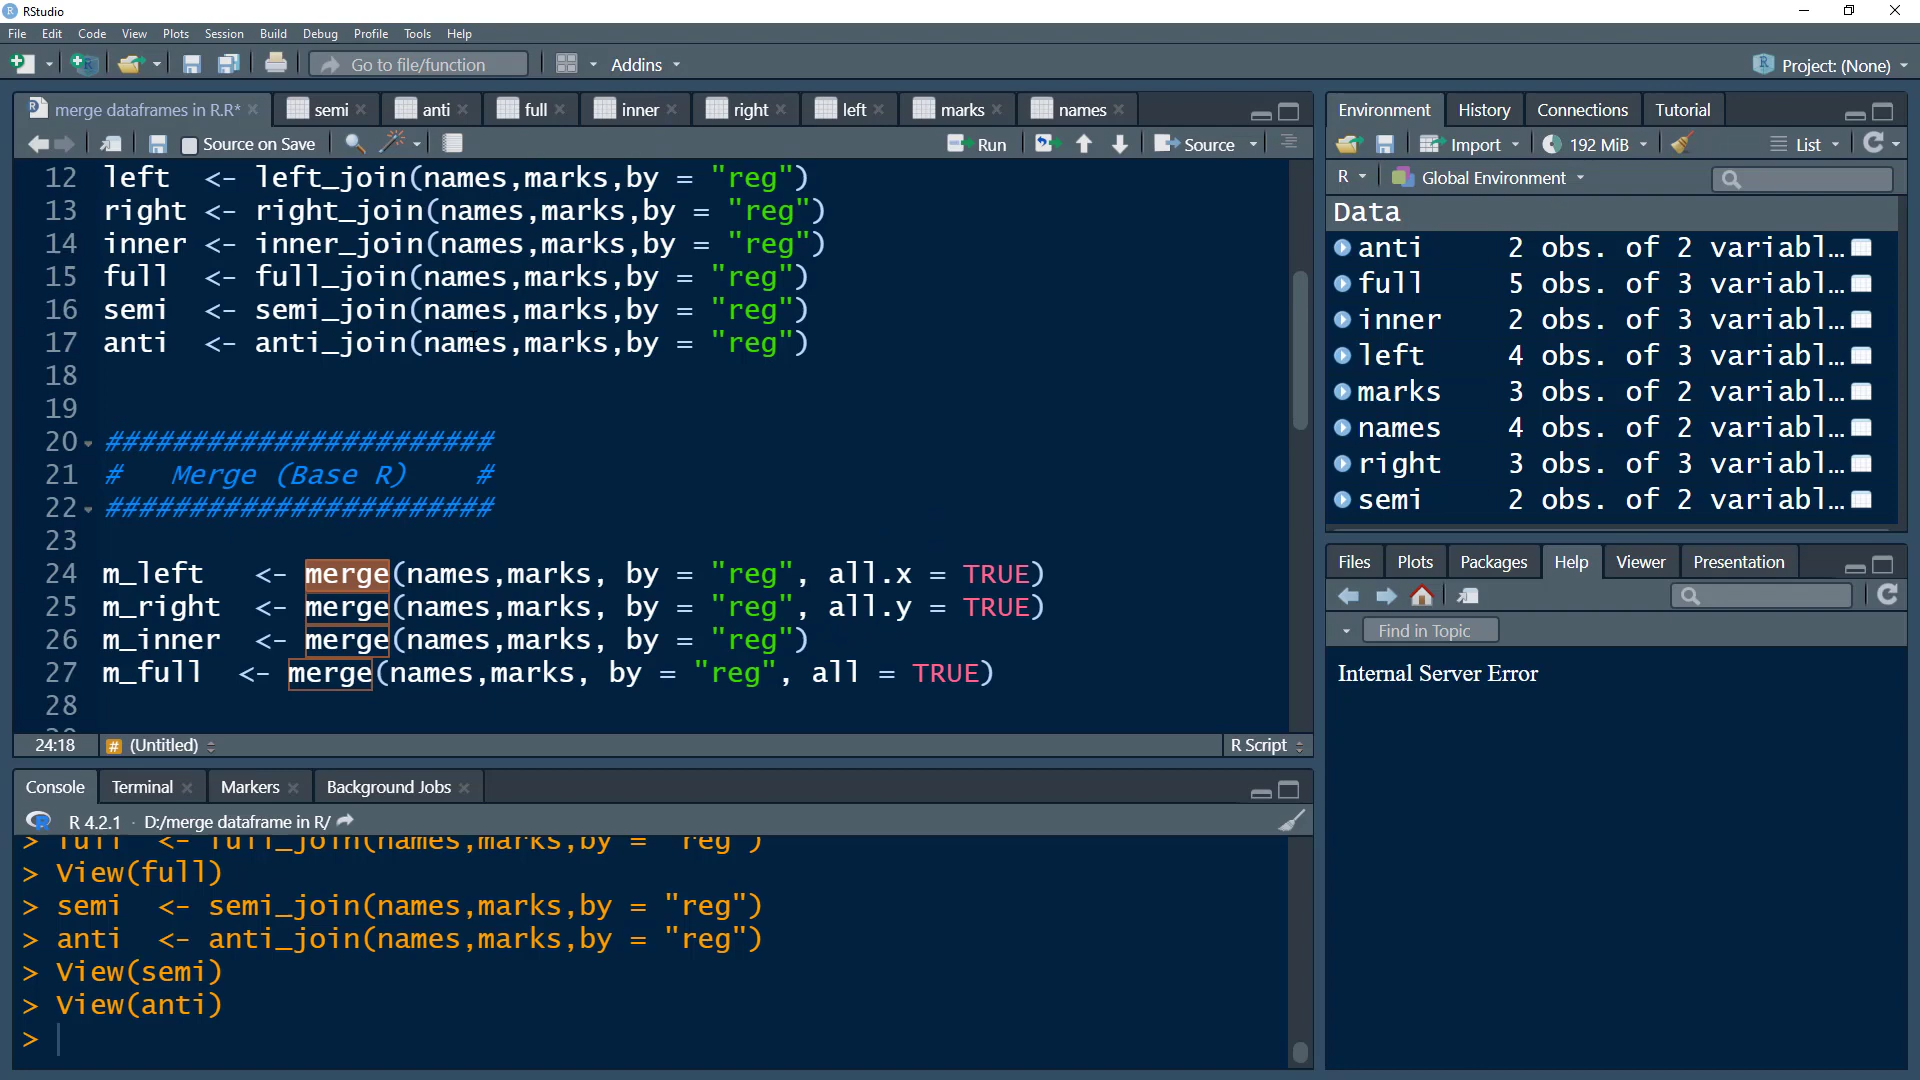 RStudio
File Edit Code View Plots Session Build Debug Profile Tools Help
Go to file/function Addins Project: (None)
merge dataframes in R.R* semi anti full inner right left marks names
Source on Save Run Source
12 left <- left_join(names,marks,by = "reg")
13 right <- right_join(names,marks,by = "reg")
14 inner <- inner_join(names,marks,by = "reg")
15 full <- full_join(names,marks,by = "reg")
16 semi <- semi_join(names,marks,by = "reg")
17 anti <- anti_join(names,marks,by = "reg")
18
19
20 #######################
21 # Merge (Base R) #
22 #######################
23
24 m_left <- merge(names,marks, by = "reg", all.x = TRUE)
25 m_right <- merge(names,marks, by = "reg", all.y = TRUE)
26 m_inner <- merge(names,marks, by = "reg")
27 m_full <- merge(names,marks, by = "reg", all = TRUE)
28
24:18 # (Untitled) R Script
Console Terminal Markers Background Jobs
R 4.2.1 · D:/merge dataframe in R/
> full <- full_join(names,marks,by = "reg")
> View(full)
> semi <- semi_join(names,marks,by = "reg")
> anti <- anti_join(names,marks,by = "reg")
> View(semi)
> View(anti)
>
Environment History Connections Tutorial
Import 192 MiB List
R Global Environment
Data
anti 2 obs. of 2 variabl…
full 5 obs. of 3 variabl…
inner 2 obs. of 3 variabl…
left 4 obs. of 3 variabl…
marks 3 obs. of 2 variabl…
names 4 obs. of 2 variabl…
right 3 obs. of 3 variabl…
semi 2 obs. of 2 variabl…
Files Plots Packages Help Viewer Presentation
Find in Topic
Internal Server Error